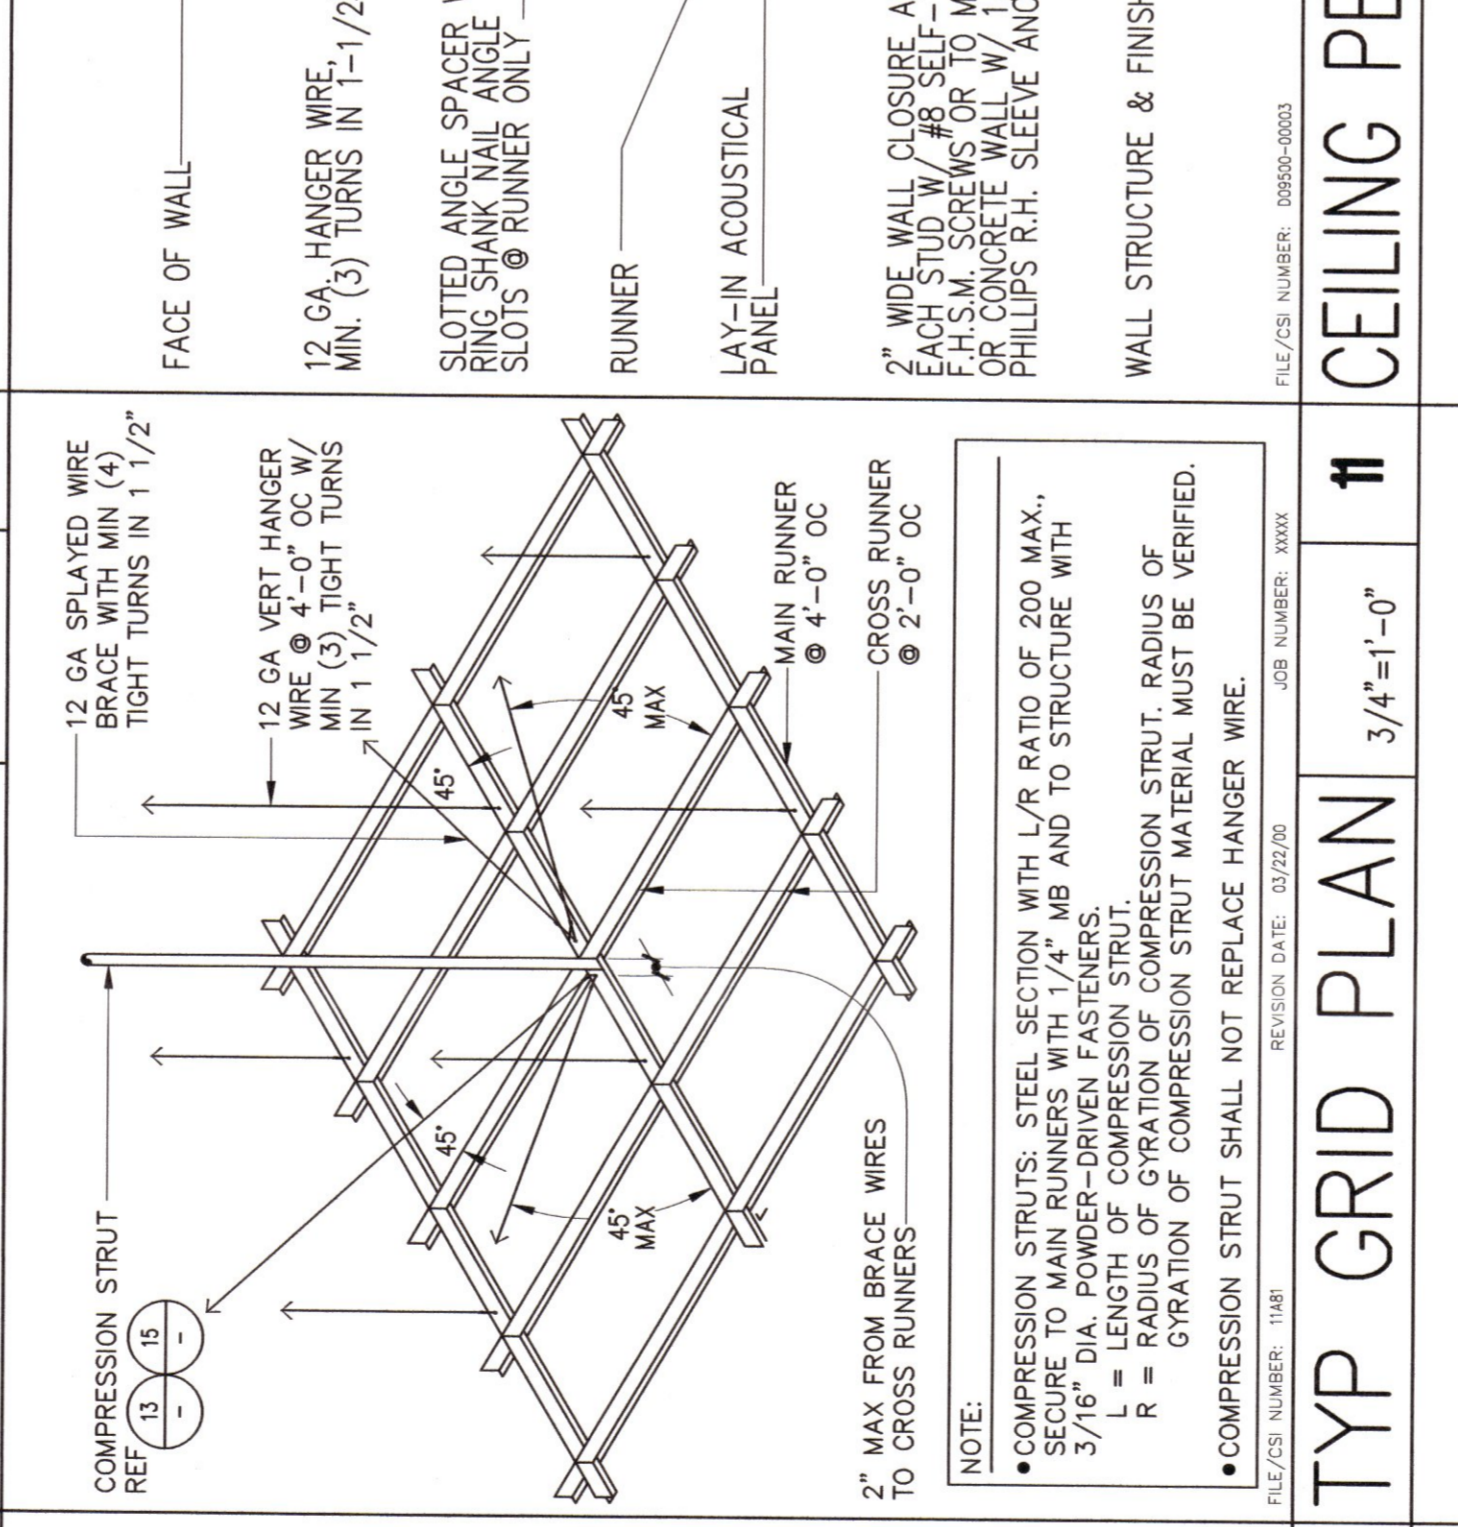 COMPRESSION STRUT
REF
13
-
15
-
12 GA SPLAYED WIRE
BRACE WITH MIN (4)
TIGHT TURNS IN 1 1/2"
12 GA VERT HANGER
WIRE @ 4'-0" OC W/
MIN (3) TIGHT TURNS
IN 1 1/2"
45°
45°
45°
MAX
45°
MAX
MAIN RUNNER
@ 4'-0" OC
CROSS RUNNER
@ 2'-0" OC
2" MAX FROM BRACE WIRES
TO CROSS RUNNERS
NOTE:
•COMPRESSION STRUTS: STEEL SECTION WITH L/R RATIO OF 200 MAX.,
SECURE TO MAIN RUNNERS WITH 1/4" MB AND TO STRUCTURE WITH
3/16" DIA. POWDER-DRIVEN FASTENERS.
L = LENGTH OF COMPRESSION STRUT.
R = RADIUS OF GYRATION OF COMPRESSION STRUT. RADIUS OF
GYRATION OF COMPRESSION STRUT MATERIAL MUST BE VERIFIED.
•COMPRESSION STRUT SHALL NOT REPLACE HANGER WIRE.
FILE/CSI NUMBER: 11A81
REVISION DATE: 03/22/00
JOB NUMBER: XXXXX
TYP GRID PLAN
3/4"=1'-0"
11
FACE OF WALL
12 GA. HANGER WIRE,
MIN. (3) TURNS IN 1-1/2
SLOTTED ANGLE SPACER
RING SHANK NAIL ANGLE
SLOTS @ RUNNER ONLY
RUNNER
LAY-IN ACOUSTICAL
PANEL
2" WIDE WALL CLOSURE A
EACH STUD W/ #8 SELF-
F.H.S.M. SCREWS OR TO M
OR CONCRETE WALL W/ 1
PHILLIPS R.H. SLEEVE ANC
WALL STRUCTURE & FINISH
FILE/CSI NUMBER: D09500-00003
CEILING PE